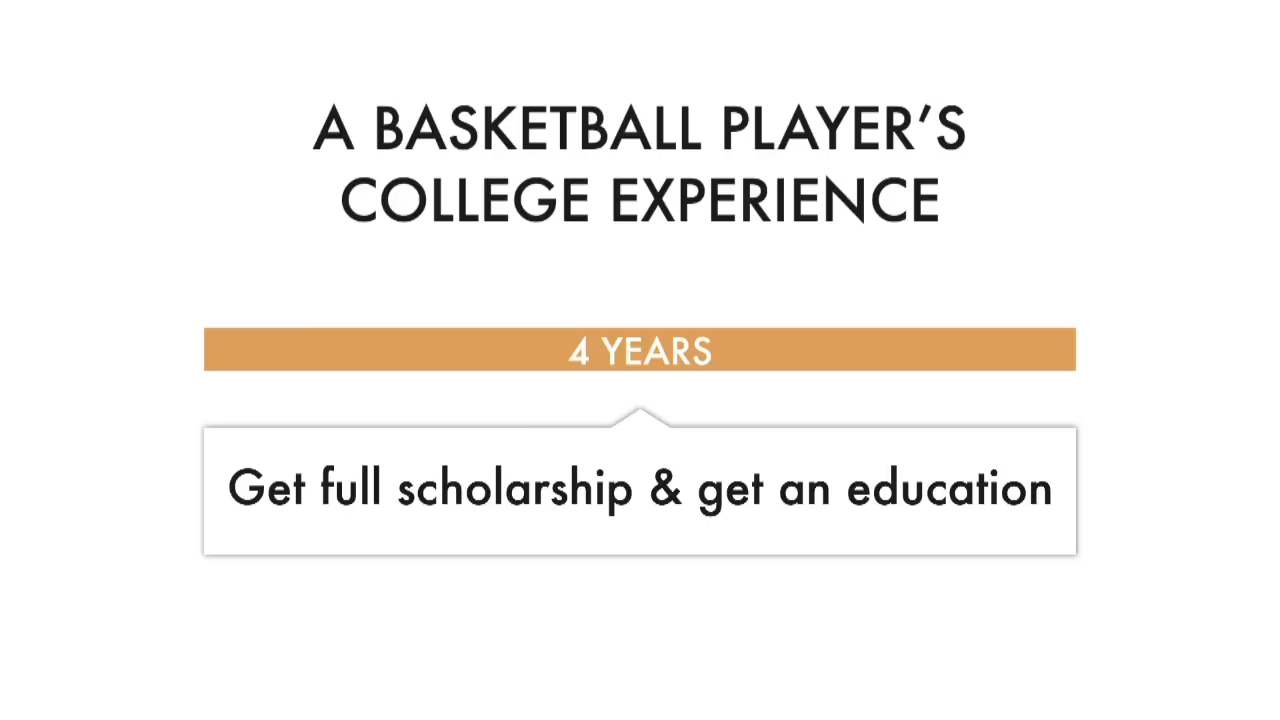 A BASKETBALL PLAYER’S
COLLEGE EXPERIENCE
4 YEARS
Get full scholarship & get an education